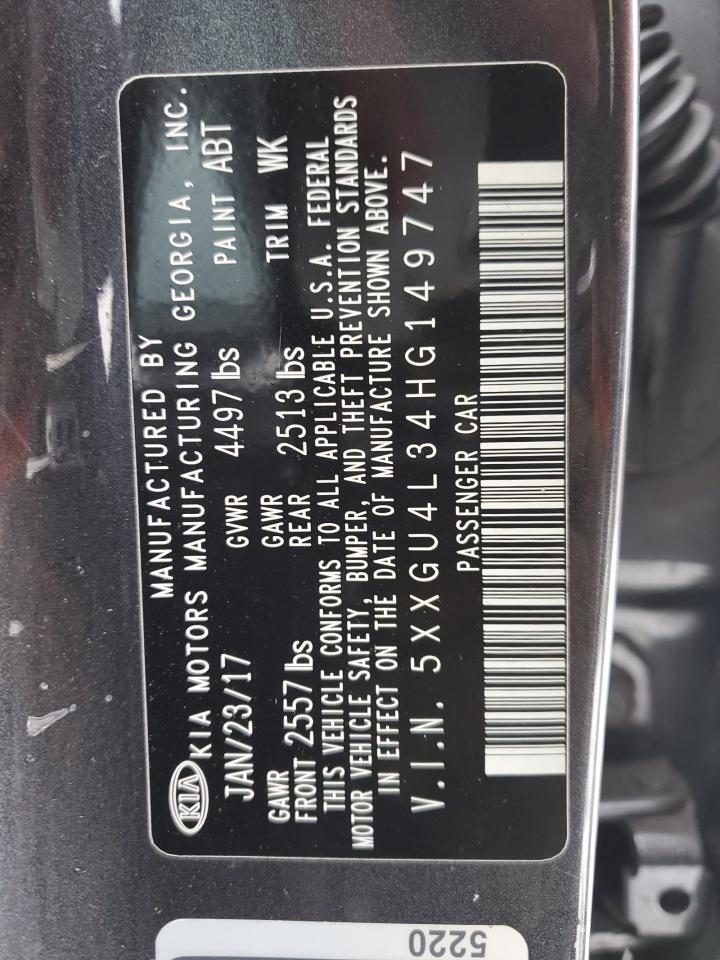 MANUFACTURED BY
KIA KIA MOTORS MANUFACTURING GEORGIA, INC.
JAN/23/17 GVWR 4497 lbs PAINT ABT
GAWR FRONT 2557 lbs GAWR REAR 2513 lbs TRIM WK
THIS VEHICLE CONFORMS TO ALL APPLICABLE U.S.A. FEDERAL
MOTOR VEHICLE SAFETY, BUMPER, AND THEFT PREVENTION STANDARDS
IN EFFECT ON THE DATE OF MANUFACTURE SHOWN ABOVE.
V.I.N. 5XXGU4L34HG149747
PASSENGER CAR
5220